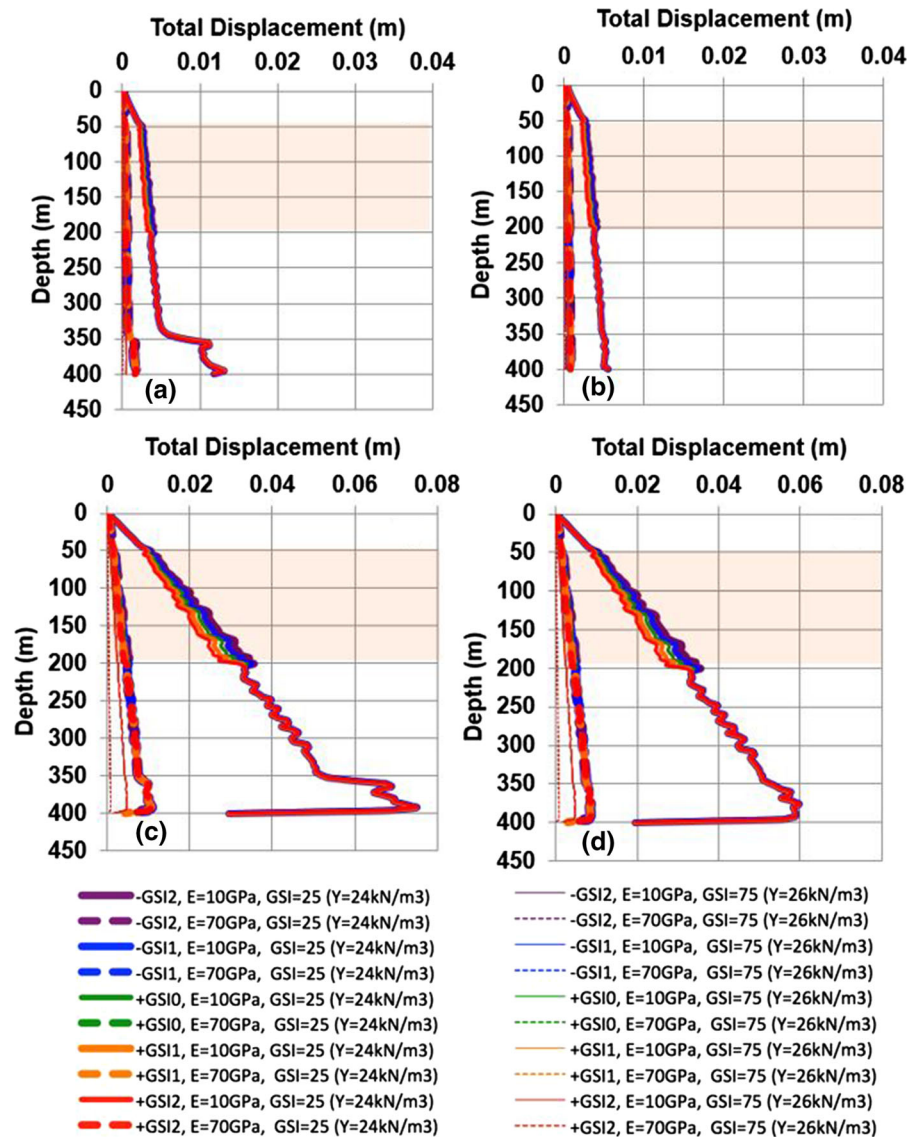 Total Displacement (m)
0 0.01 0.02 0.03 0.04
0
50
100
150
200
250
300
350
400
450
Depth (m)
(a)
Total Displacement (m)
0 0.01 0.02 0.03 0.04
0
50
100
150
200
250
300
350
400
450
Depth (m)
(b)
Total Displacement (m)
0 0.02 0.04 0.06 0.08
0
50
100
150
200
250
300
350
400
450
Depth (m)
(c)
Total Displacement (m)
0 0.02 0.04 0.06 0.08
0
50
100
150
200
250
300
350
400
450
Depth (m)
(d)
-GSI2, E=10GPa, GSI=25 (Y=24kN/m3)
-GSI2, E=70GPa, GSI=25 (Y=24kN/m3)
-GSI1, E=10GPa, GSI=25 (Y=24kN/m3)
-GSI1, E=70GPa, GSI=25 (Y=24kN/m3)
+GSI0, E=10GPa, GSI=25 (Y=24kN/m3)
+GSI0, E=70GPa, GSI=25 (Y=24kN/m3)
+GSI1, E=10GPa, GSI=25 (Y=24kN/m3)
+GSI1, E=70GPa, GSI=25 (Y=24kN/m3)
+GSI2, E=10GPa, GSI=25 (Y=24kN/m3)
+GSI2, E=70GPa, GSI=25 (Y=24kN/m3)
-GSI2, E=10GPa, GSI=75 (Y=26kN/m3)
-GSI2, E=70GPa, GSI=75 (Y=26kN/m3)
-GSI1, E=10GPa, GSI=75 (Y=26kN/m3)
-GSI1, E=70GPa, GSI=75 (Y=26kN/m3)
+GSI0, E=10GPa, GSI=75 (Y=26kN/m3)
+GSI0, E=70GPa, GSI=75 (Y=26kN/m3)
+GSI1, E=10GPa, GSI=75 (Y=26kN/m3)
+GSI1, E=70GPa, GSI=75 (Y=26kN/m3)
+GSI2, E=10GPa, GSI=75 (Y=26kN/m3)
+GSI2, E=70GPa, GSI=75 (Y=26kN/m3)